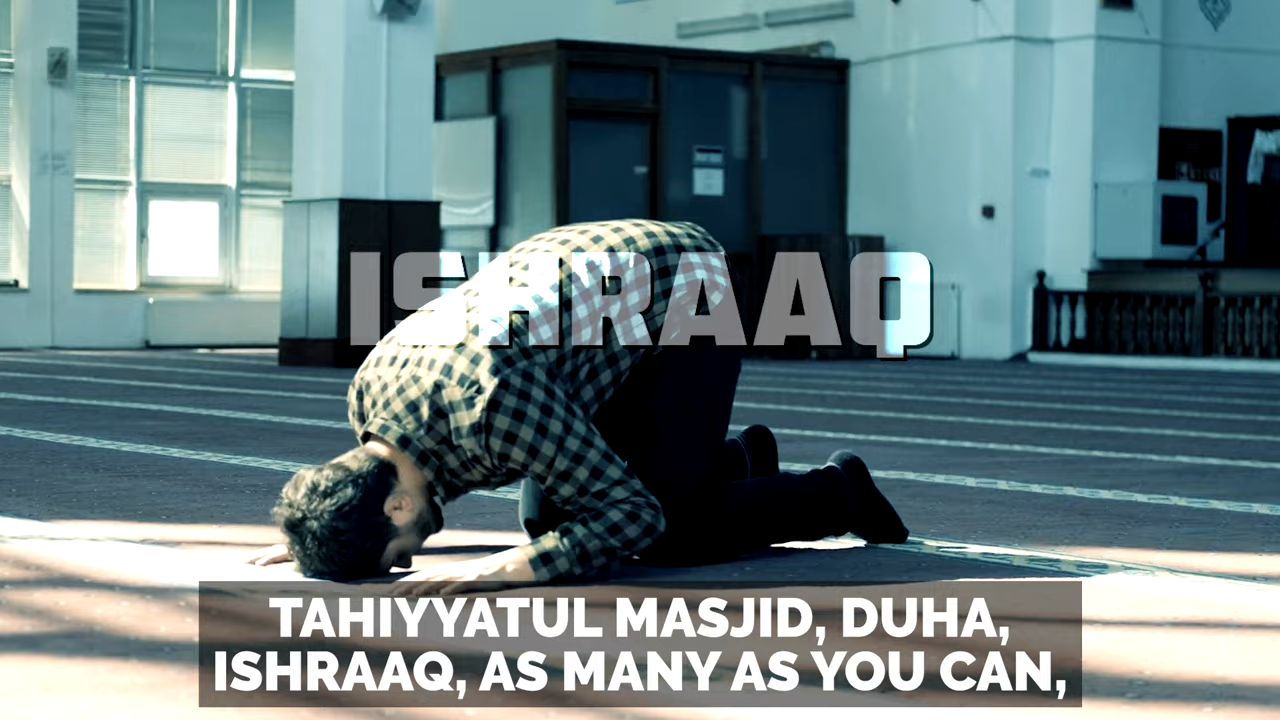 ISHRAAQ
TAHIYYATUL MASJID, DUHA,
ISHRAAQ, AS MANY AS YOU CAN,